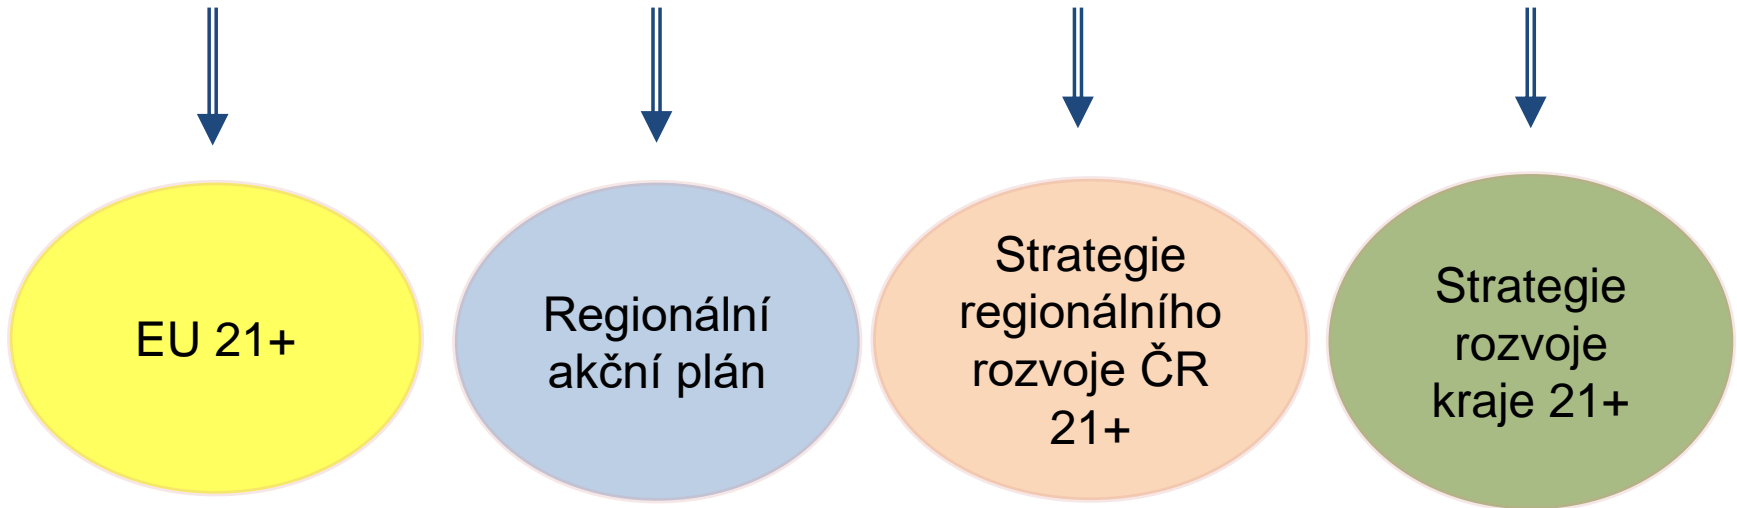 EU 21+
Regionální
akční plán
Strategie
regionálního
rozvoje ČR
21+
Strategie
rozvoje
kraje 21+